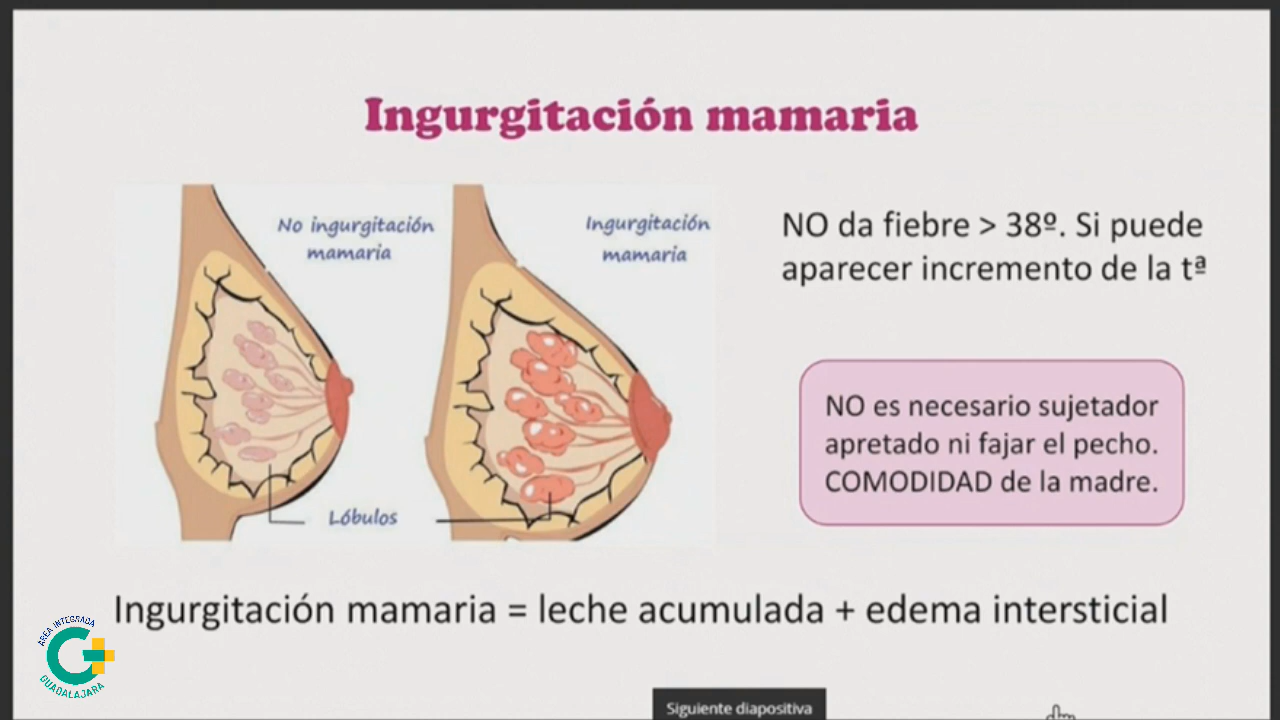 Ingurgitación mamaria
No ingurgitación
mamaria
Ingurgitación
mamaria
Lóbulos
NO da fiebre > 38º. Si puede
aparecer incremento de la tª
NO es necesario sujetador
apretado ni fajar el pecho.
COMODIDAD de la madre.
Ingurgitación mamaria = leche acumulada + edema intersticial
ÁREA INTEGRADA
GUADALAJARA
Siguiente diapositiva